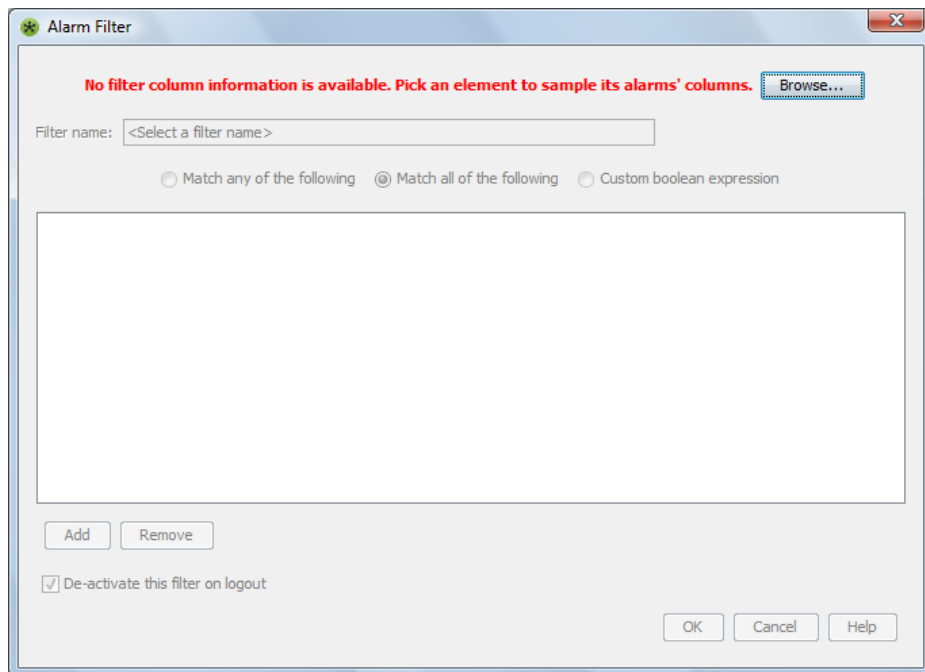 Alarm Filter
No filter column information is available. Pick an element to sample its alarms' columns. Browse...
Filter name: <Select a filter name>
Match any of the following Match all of the following Custom boolean expression
Add Remove
De-activate this filter on logout
OK Cancel Help